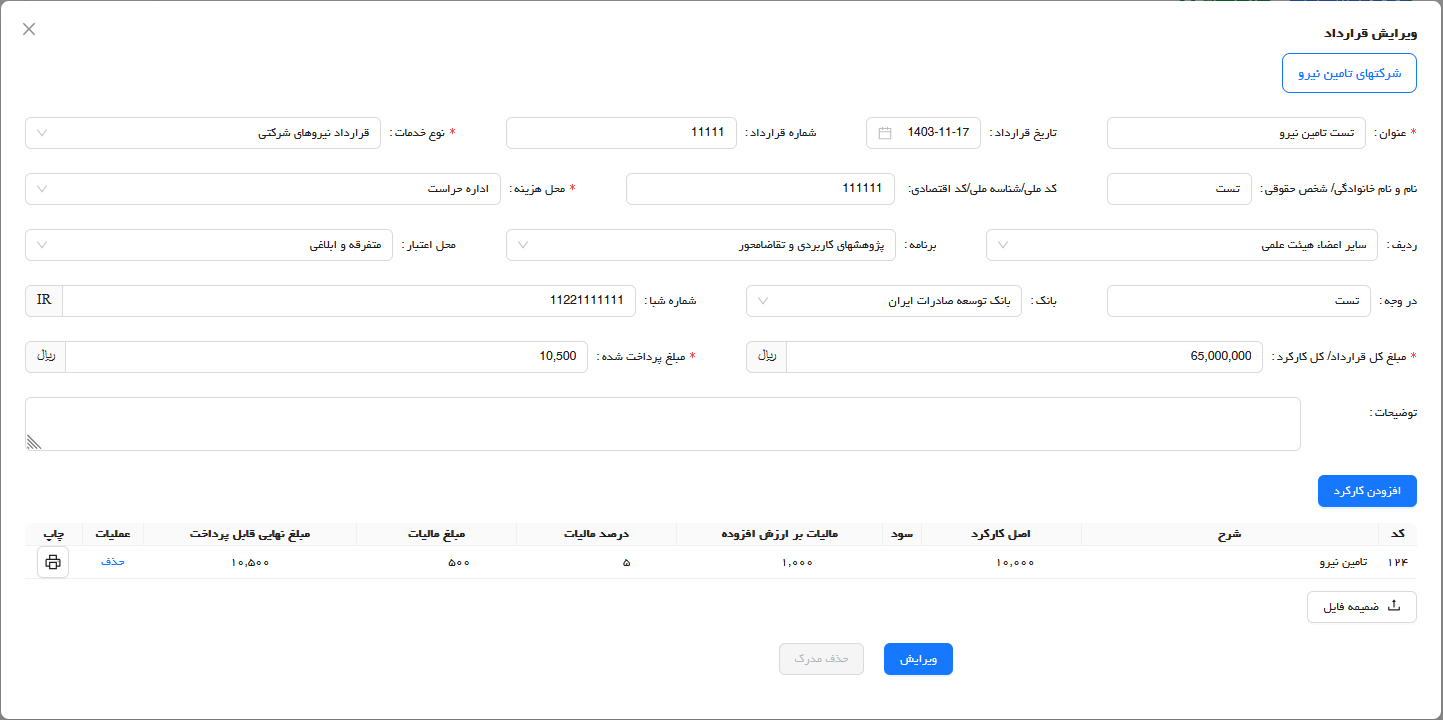 ویرایش قرارداد
شرکتهای تامین نیرو
* عنوان : تست تامین نیرو تاریخ قرارداد : 1403-11-17 شماره قرارداد : 11111 * نوع خدمات : قرارداد نیروهای شرکتی
نام و نام خانوادگی/ شخص حقوقی : تست کد ملی/شناسه ملی/کد اقتصادی: 111111 * محل هزینه : اداره حراست
ردیف : سایر اعضاء هیئت علمی برنامه : پژوهشهای کاربردی و تقاضامحور محل اعتبار : متفرقه و ابلاغی
در وجه : تست بانک : بانک توسعه صادرات ایران شماره شبا : 11221111111 IR
* مبلغ کل قرارداد/ کل کارکرد : 65,000,000 ریال * مبلغ پرداخت شده : 10,500 ریال
توضیحات :
افزودن کارکرد
کد شرح اصل کارکرد سود مالیات بر ارزش افزوده درصد مالیات مبلغ مالیات مبلغ نهایی قابل پرداخت عملیات چاپ
۱۲۴ تامین نیرو ۱۰,۰۰۰ ۱,۰۰۰ ۵ ۵۰۰ ۱۰,۵۰۰ حذف
ضمیمه فایل
ویرایش حذف مدرک